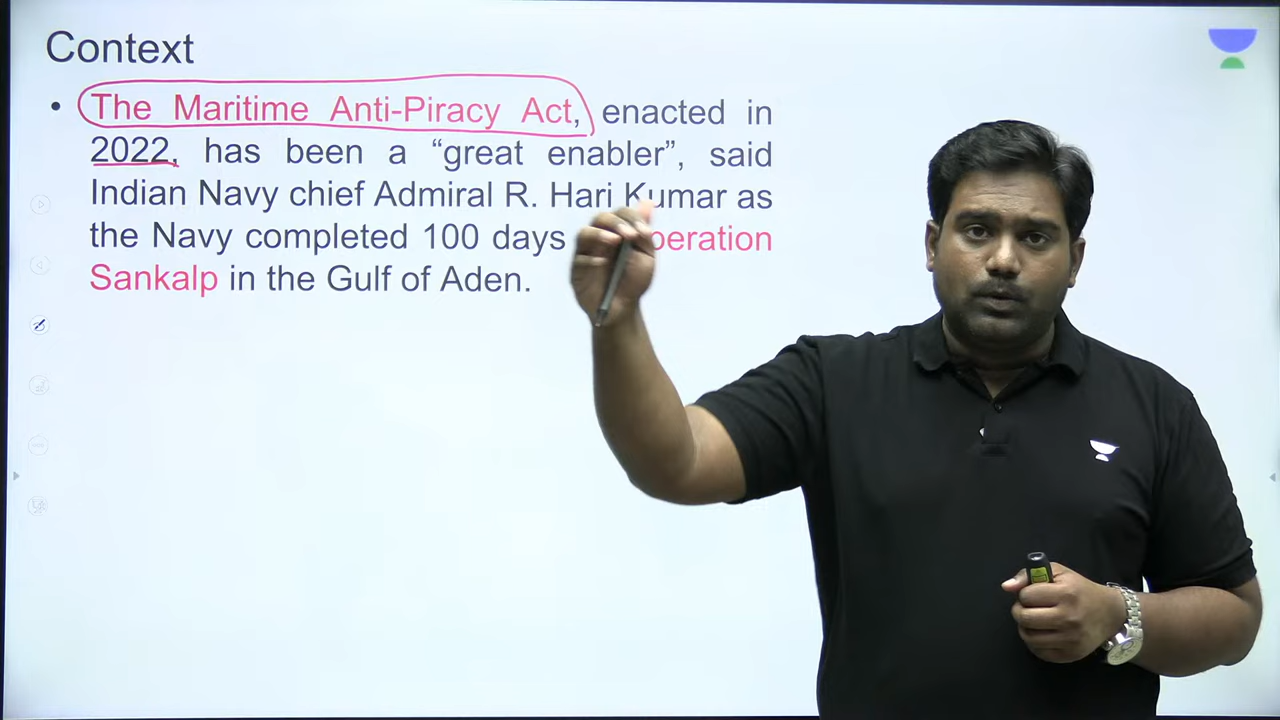 Context
• The Maritime Anti-Piracy Act, enacted in
2022, has been a “great enabler”, said
Indian Navy chief Admiral R. Hari Kumar as
the Navy completed 100 days peration
Sankalp in the Gulf of Aden.